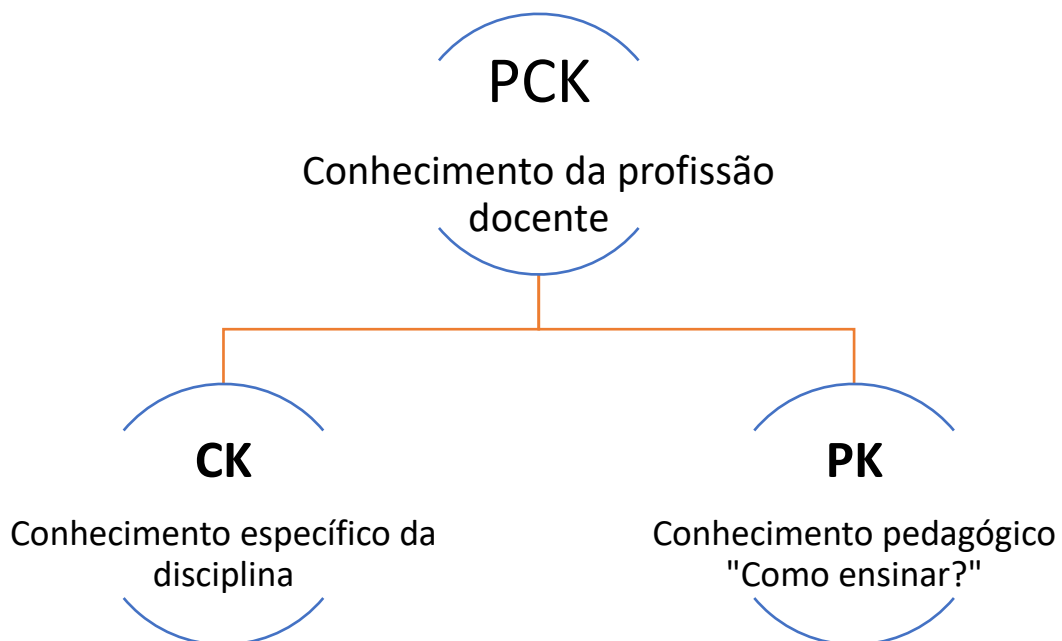 PCK
Conhecimento da profissão
docente
CK
Conhecimento específico da
disciplina
PK
Conhecimento pedagógico
"Como ensinar?"